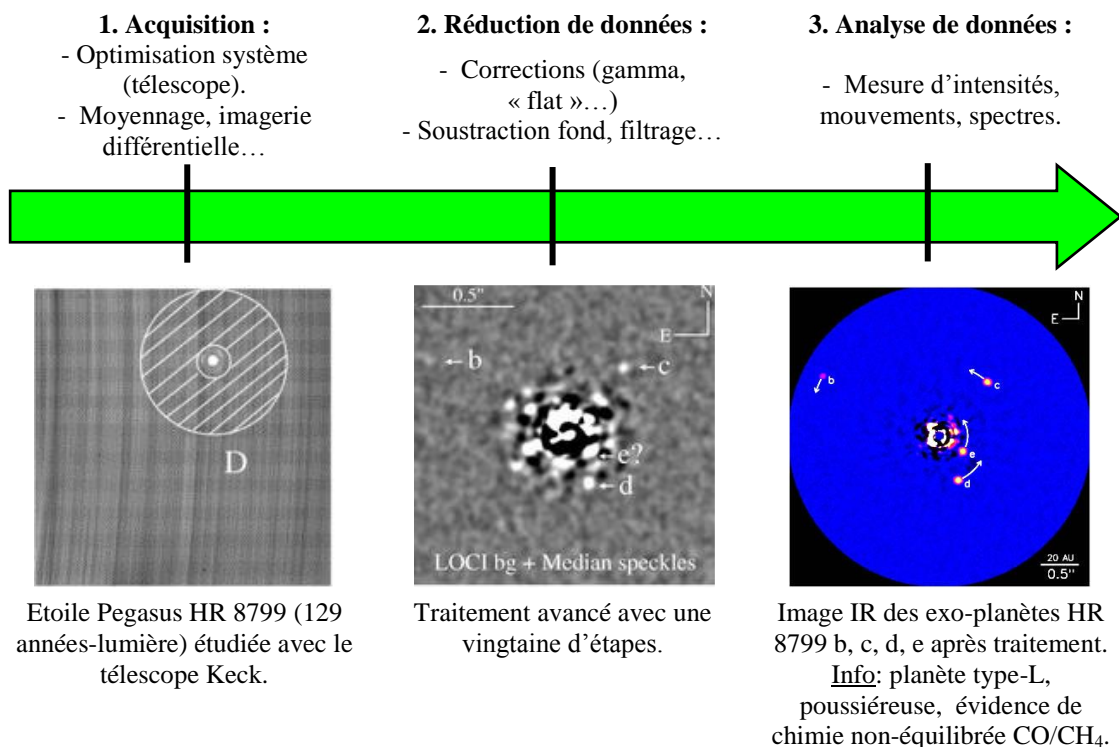 1. Acquisition :
- Optimisation système
(télescope).
- Moyennage, imagerie
différentielle…
2. Réduction de données :
- Corrections (gamma,
« flat »…)
- Soustraction fond, filtrage…
3. Analyse de données :
- Mesure d’intensités,
mouvements, spectres.
D
0.5"
N
E
b
c
e?
d
LOCI bg + Median speckles
N
E
b
c
e
d
20 AU
0.5"
Etoile Pegasus HR 8799 (129
années-lumière) étudiée avec le
télescope Keck.
Traitement avancé avec une
vingtaine d’étapes.
Image IR des exo-planètes HR
8799 b, c, d, e après traitement.
Info: planète type-L,
poussiéreuse, évidence de
chimie non-équilibrée CO/CH₄.